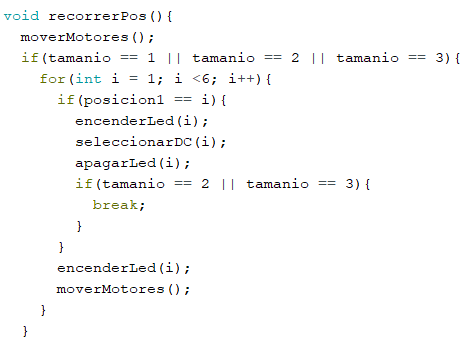 void recorrerPos(){
  moverMotores();
  if(tamanio == 1 || tamanio == 2 || tamanio == 3){
    for(int i = 1; i <6; i++){
      if(posicion1 == i){
        encenderLed(i);
        seleccionarDC(i);
        apagarLed(i);
        if(tamanio == 2 || tamanio == 3){
          break;
        }
      }
      encenderLed(i);
      moverMotores();
    }
  }